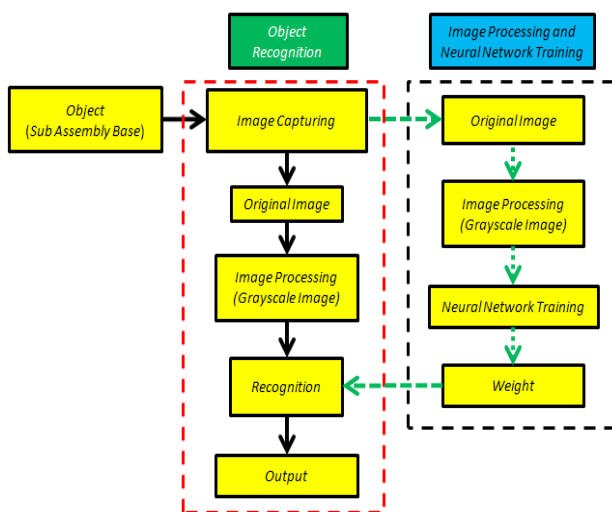 Object
Recognition
Image Processing and
Neural Network Training
Object
(Sub Assembly Base)
Image Capturing
Original Image
Original Image
Image Processing
(Grayscale Image)
Image Processing
(Grayscale Image)
Neural Network Training
Recognition
Weight
Output